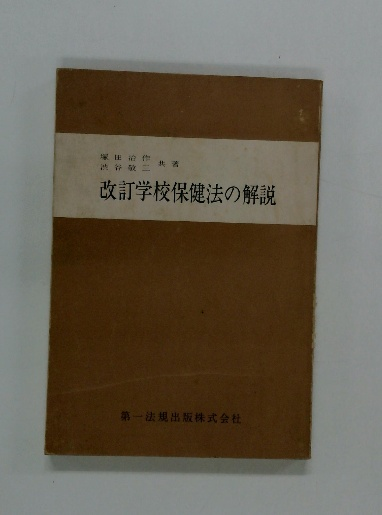 塚田治作
渋谷敬三 共著
改訂学校保健法の解説
第一法規出版株式会社